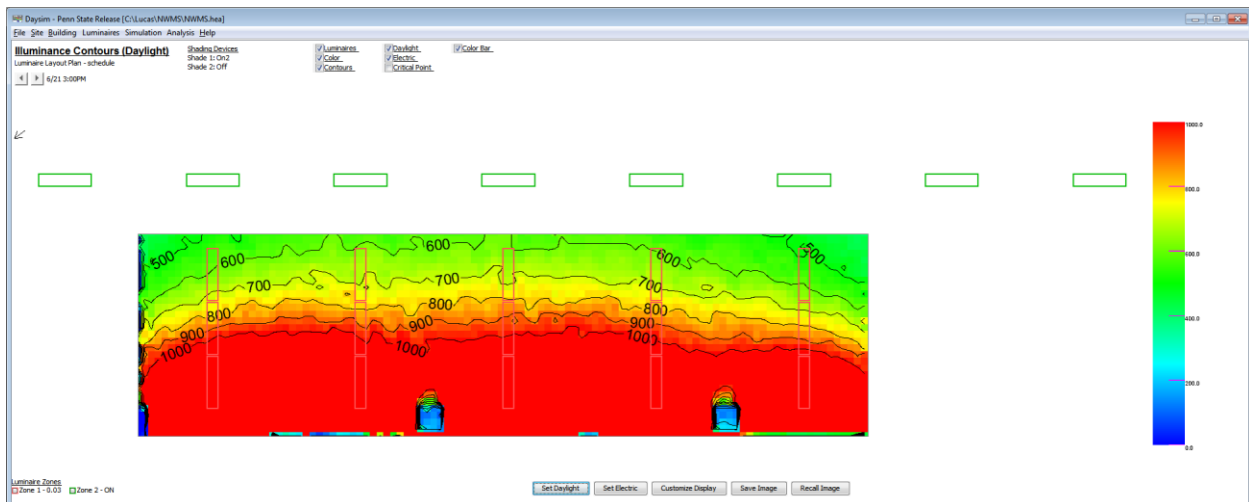 Daysim - Penn State Release [C:\Lucas\NWMS\NWMS.hea]
File Site Building Luminaires Simulation Analysis Help
Illuminance Contours (Daylight)
Luminaire Layout Plan - schedule
6/21 3:00PM
Shading Devices
Shade 1: On2
Shade 2: Off
Luminaires
Color
Contours
Daylight
Electric
Critical Point
Color Bar
1000.0
800.0
600.0
400.0
200.0
0.0
500 600 600 600 500
700 700 700
800 800 800
900 900 900
1000 1000 1000
Luminaire Zones
Zone 1 - 0.03 Zone 2 - ON
Set Daylight Set Electric Customize Display Save Image Recall Image